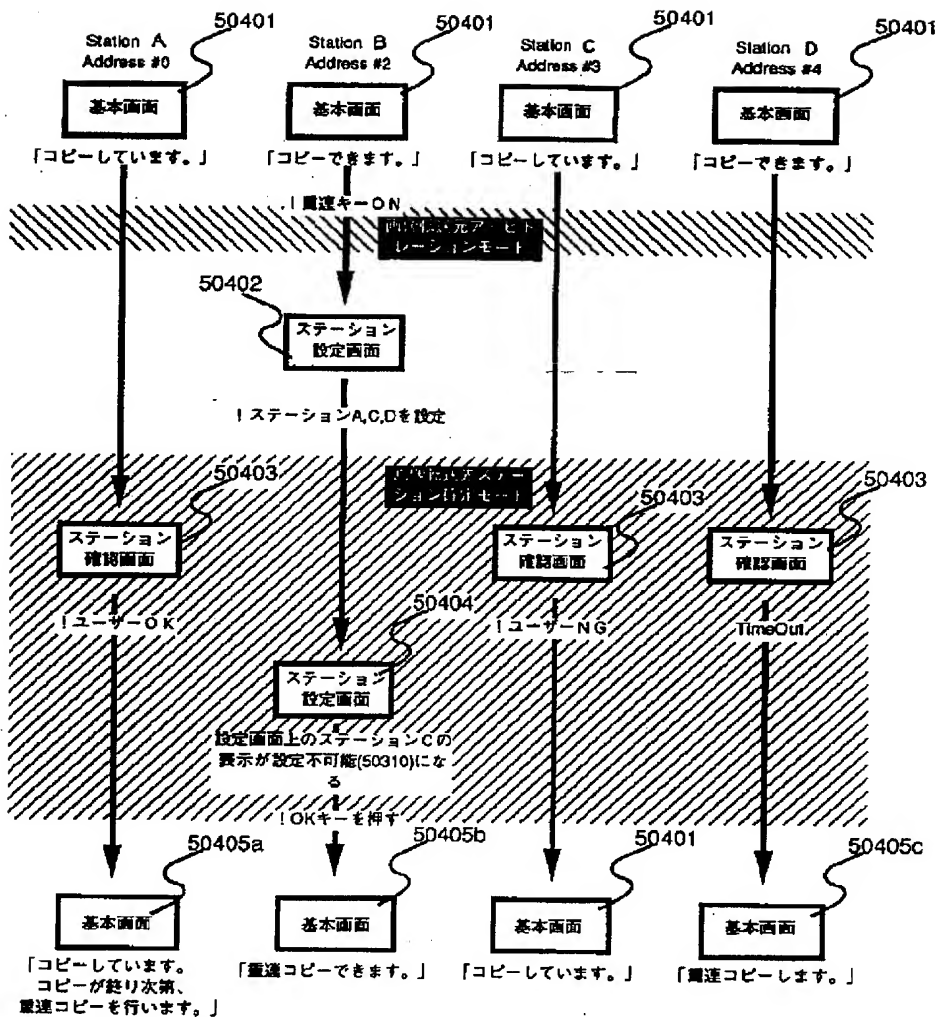 50401
50401
50401
50401
Station A
Address #0
Station B
Address #2
Station C
Address #3
Station D
Address #4
基本画面
基本画面
基本画面
基本画面
「コピーしています。」
「コピーできます。」
「コピーしています。」
「コピーできます。」
！重連キーON
レーションモード
50402
ステーション
設定画面
！ステーションA,C,Dを設定
50403
50403
50403
ステーション
確認画面
ステーション
確認画面
ステーション
確認画面
！ユーザーOK
50404
！ユーザーNG
TimeOut.
ステーション
設定画面
設定画面上のステーションCの
表示が設定不可能(50310)にな
る
！OKキーを押す
50405a
50405b
50401
50405c
基本画面
基本画面
基本画面
基本画面
「コピーしています。
コピーが終り次第、
重連コピーを行います。」
「重連コピーできます。」
「コピーしています。」
「重連コピーします。」